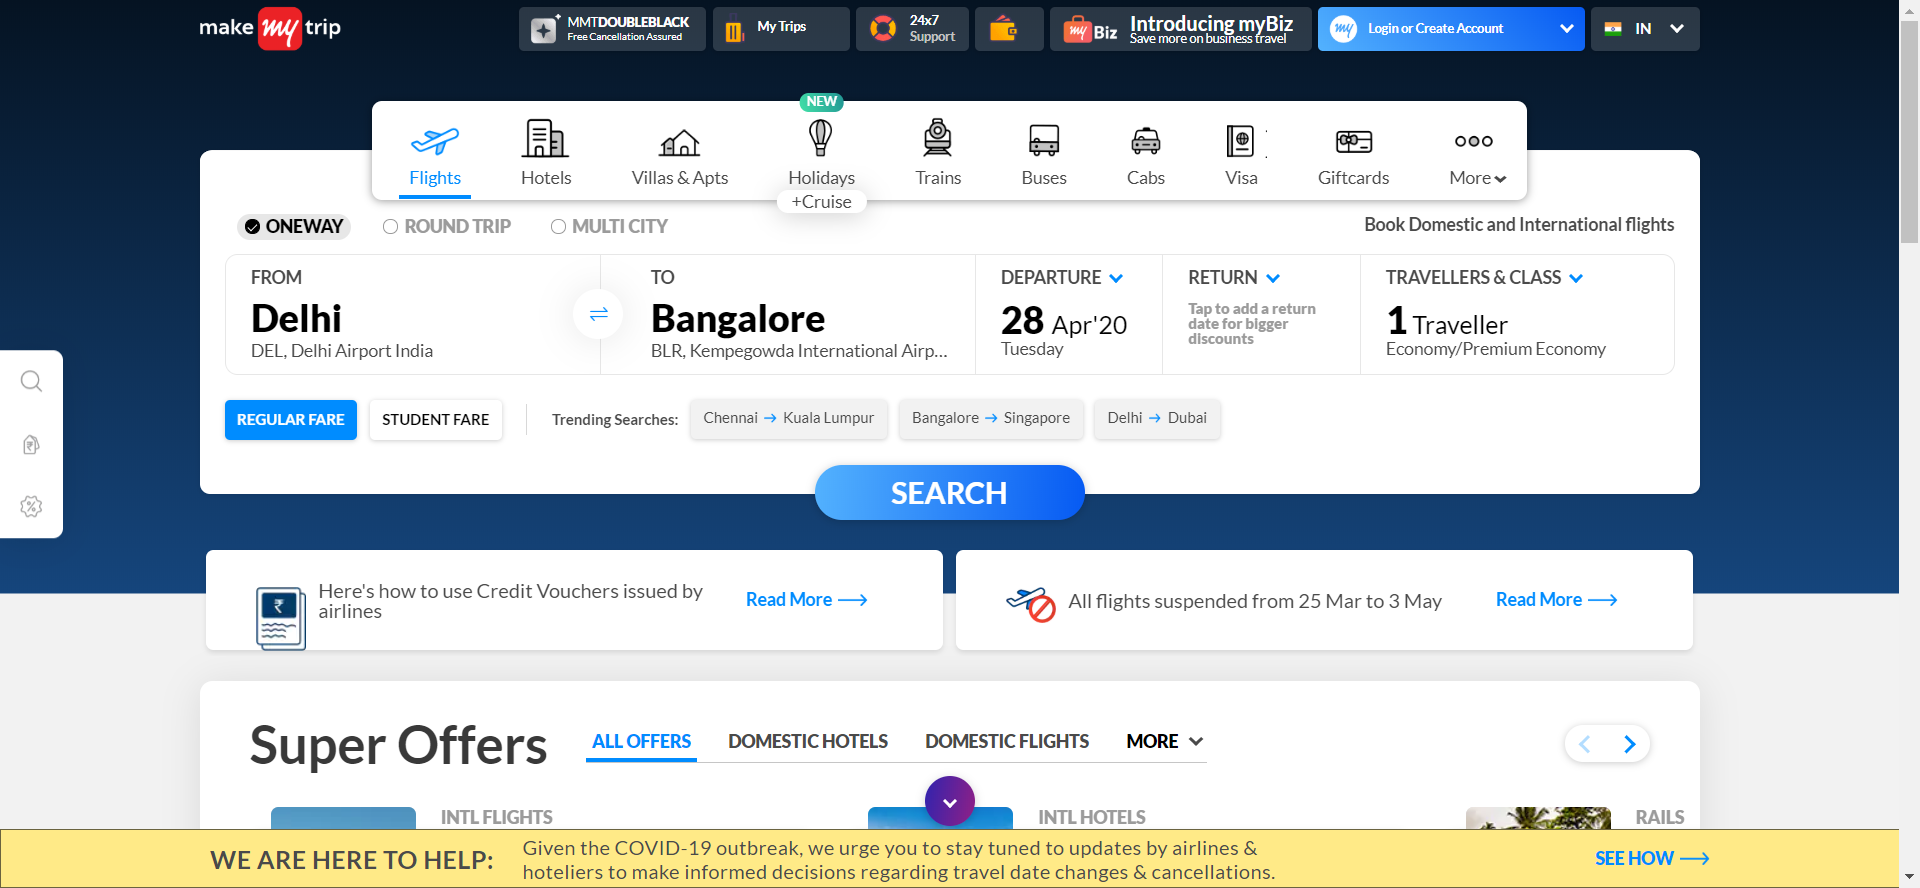 make my trip
MMTDOUBLEBLACK
Free Cancellation Assured
My Trips
24x7
Support
my Biz
Introducing myBiz
Save more on business travel
my Login or Create Account
IN
NEW
Flights
Hotels
Villas & Apts
Holidays
+Cruise
Trains
Buses
Cabs
Visa
Giftcards
More
ONEWAY
ROUND TRIP
MULTI CITY
Book Domestic and International flights
FROM
Delhi
DEL, Delhi Airport India
TO
Bangalore
BLR, Kempegowda International Airp...
DEPARTURE
28 Apr'20
Tuesday
RETURN
Tap to add a return
date for bigger
discounts
TRAVELLERS & CLASS
1 Traveller
Economy/Premium Economy
REGULAR FARE
STUDENT FARE
Trending Searches:
Chennai → Kuala Lumpur
Bangalore → Singapore
Delhi → Dubai
SEARCH
₹
Here's how to use Credit Vouchers issued by
airlines
Read More
All flights suspended from 25 Mar to 3 May
Read More
Super Offers
ALL OFFERS
DOMESTIC HOTELS
DOMESTIC FLIGHTS
MORE
INTL FLIGHTS
INTL HOTELS
RAILS
WE ARE HERE TO HELP:
Given the COVID-19 outbreak, we urge you to stay tuned to updates by airlines &
hoteliers to make informed decisions regarding travel date changes & cancellations.
SEE HOW